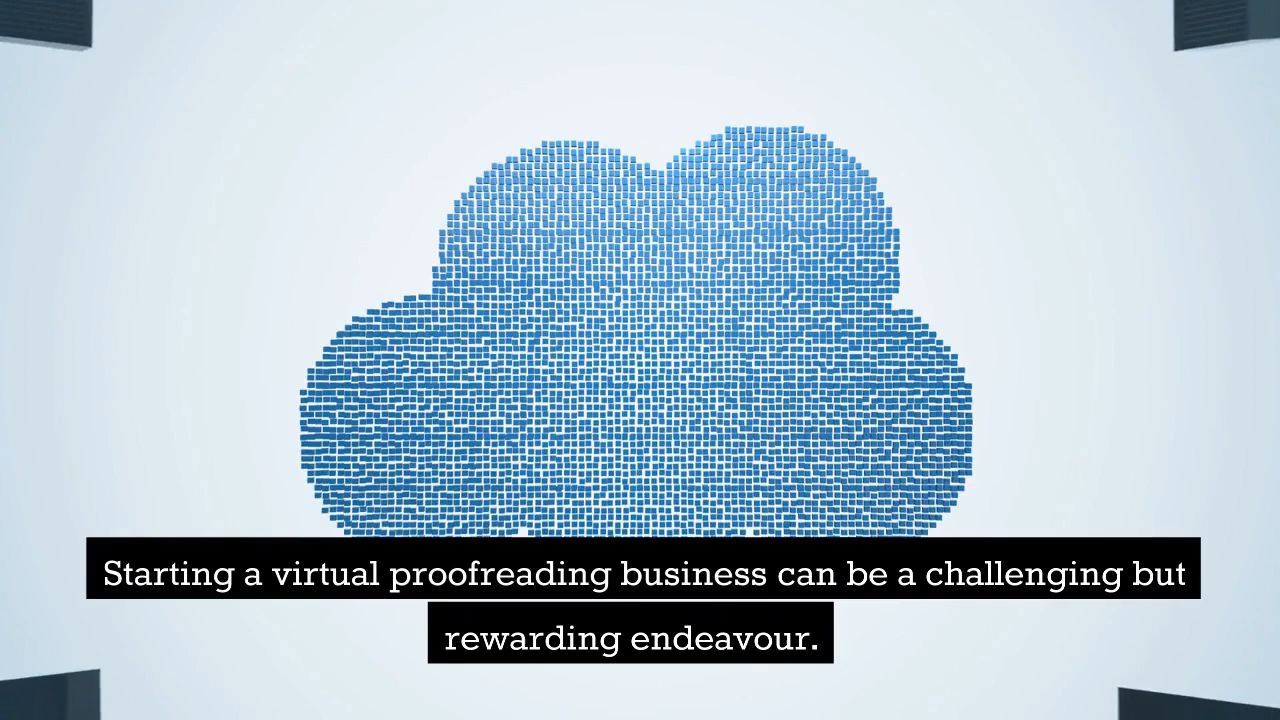 Starting a virtual proofreading business can be a challenging but
rewarding endeavour.